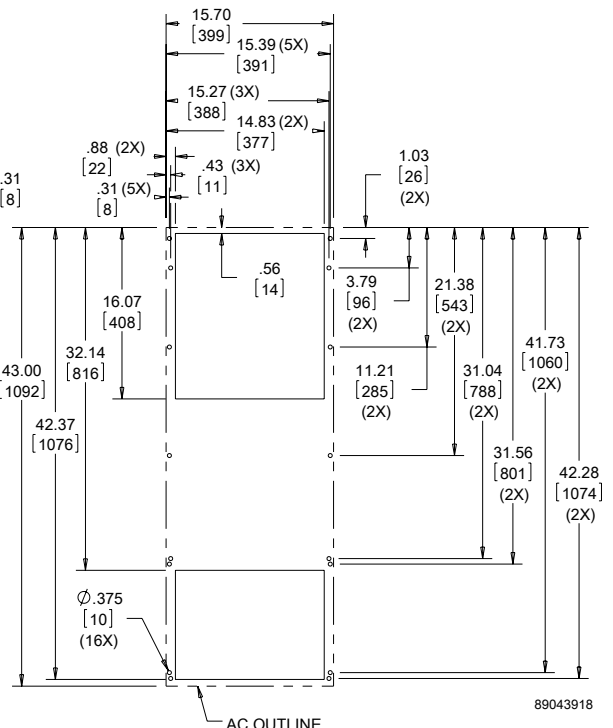 15.70
[399]
15.39 (5X)
[391]
15.27 (3X)
[388]
14.83 (2X)
[377]
.88 (2X)
[22]
.43 (3X)
[11]
.31 (5X)
[8]
.31
[8]
1.03
[26]
(2X)
.56
[14]
16.07
[408]
32.14
[816]
43.00
[1092]
42.37
[1076]
3.79
[96]
(2X)
21.38
[543]
(2X)
11.21
[285]
(2X)
31.04
[788]
(2X)
41.73
[1060]
(2X)
31.56
[801]
(2X)
42.28
[1074]
(2X)
Ø.375
[10]
(16X)
AC OUTLINE
89043918